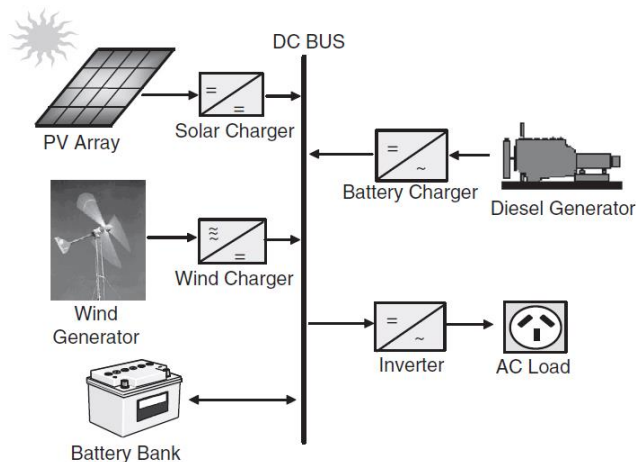 DC BUS
PV Array
=
=
Solar Charger
=
~
Battery Charger
Diesel Generator
≈
=
Wind Charger
Wind
Generator
=
~
Inverter
AC Load
Battery Bank